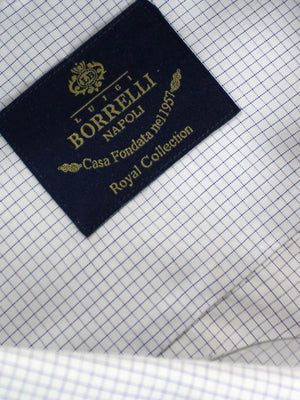 LUIGI
BORRELLI
NAPOLI
Casa Fondata nel 1957
Royal Collection